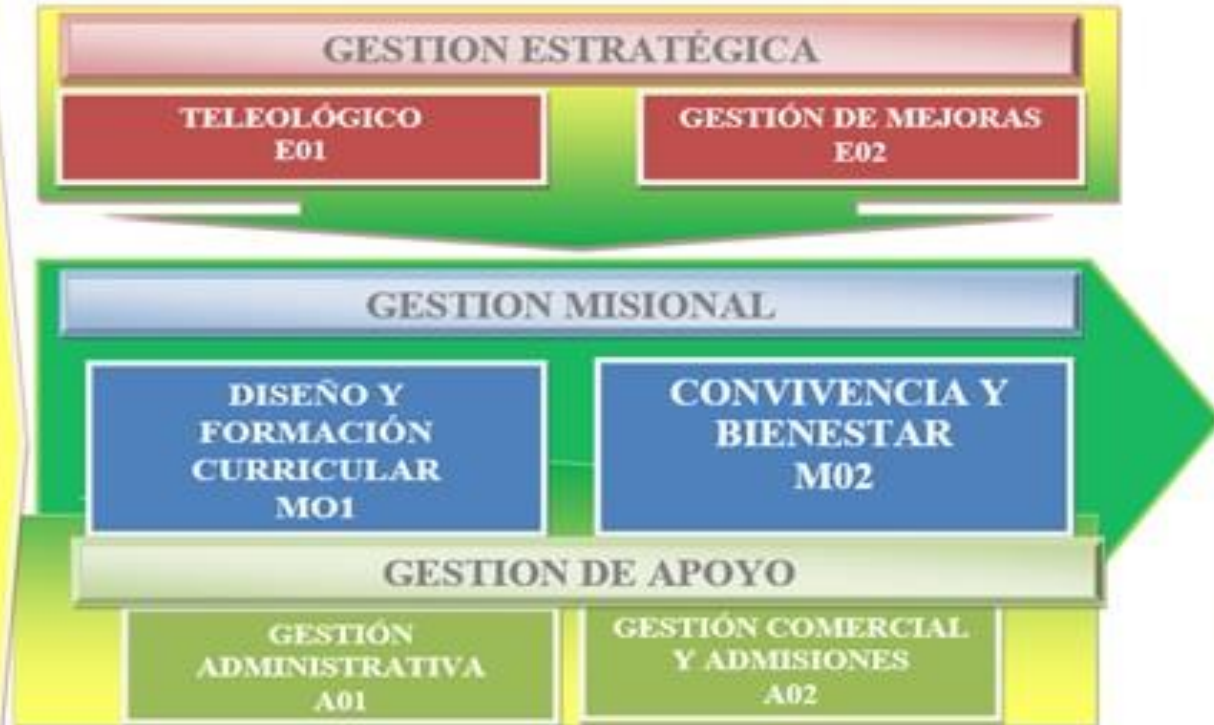 GESTION ESTRATÉGICA
TELEOLÓGICO
E01
GESTIÓN DE MEJORAS
E02
GESTION MISIONAL
DISEÑO Y
FORMACIÓN
CURRICULAR
MO1
CONVIVENCIA Y
BIENESTAR
M02
GESTION DE APOYO
GESTIÓN
ADMINISTRATIVA
A01
GESTIÓN COMERCIAL
Y ADMISIONES
A02